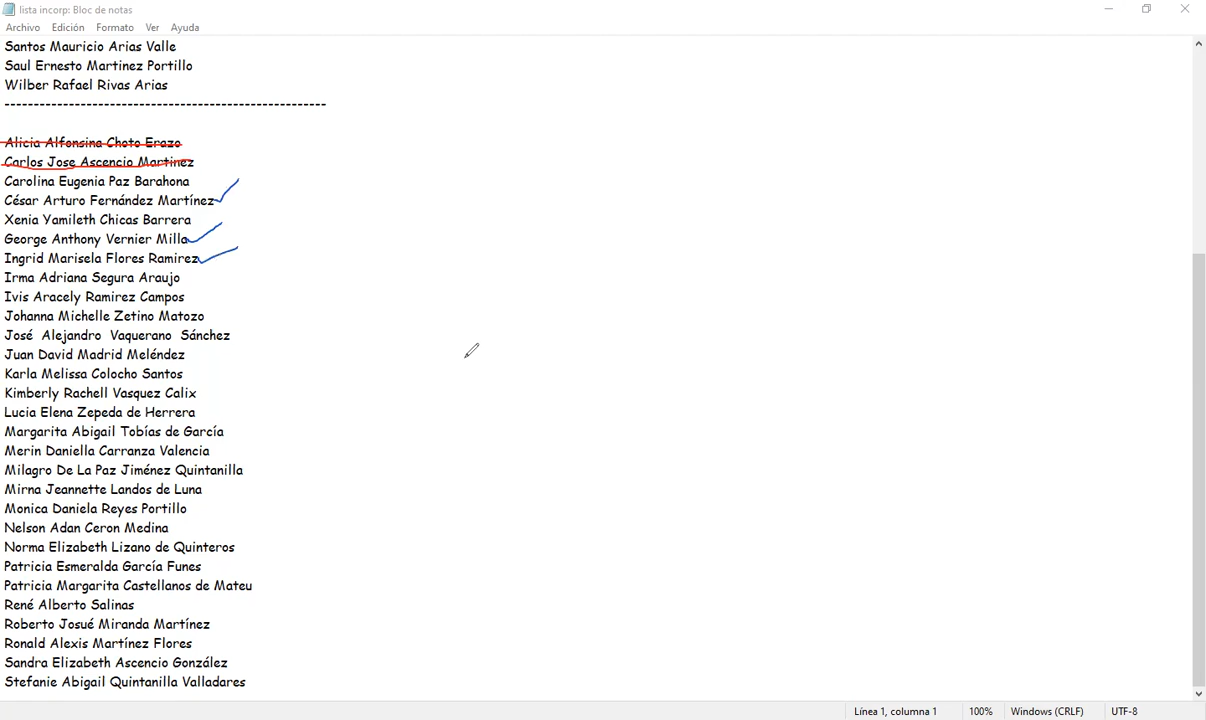 lista incorp: Bloc de notas
Archivo Edición Formato Ver Ayuda
Santos Mauricio Arias Valle
Saul Ernesto Martinez Portillo
Wilber Rafael Rivas Arias
-------------------------------------------------------
Alicia Alfonsina Choto Erazo
Carlos Jose Ascencio Martinez
Carolina Eugenia Paz Barahona
César Arturo Fernández Martínez
Xenia Yamileth Chicas Barrera
George Anthony Vernier Milla
Ingrid Marisela Flores Ramirez
Irma Adriana Segura Araujo
Ivis Aracely Ramirez Campos
Johanna Michelle Zetino Matozo
José Alejandro Vaquerano Sánchez
Juan David Madrid Meléndez
Karla Melissa Colocho Santos
Kimberly Rachell Vasquez Calix
Lucia Elena Zepeda de Herrera
Margarita Abigail Tobías de García
Merin Daniella Carranza Valencia
Milagro De La Paz Jiménez Quintanilla
Mirna Jeannette Landos de Luna
Monica Daniela Reyes Portillo
Nelson Adan Ceron Medina
Norma Elizabeth Lizano de Quinteros
Patricia Esmeralda García Funes
Patricia Margarita Castellanos de Mateu
René Alberto Salinas
Roberto Josué Miranda Martínez
Ronald Alexis Martínez Flores
Sandra Elizabeth Ascencio González
Stefanie Abigail Quintanilla Valladares
Línea 1, columna 1 100% Windows (CRLF) UTF-8